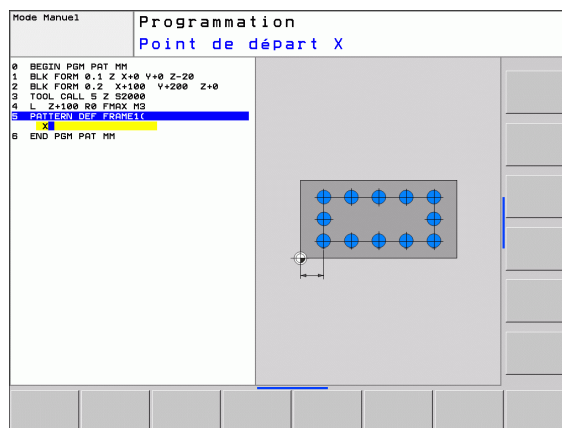 Mode Manuel
Programmation
Point de départ X
0 BEGIN PGM PAT MM
1 BLK FORM 0.1 Z X+0 Y+0 Z-20
2 BLK FORM 0.2 X+100 Y+200 Z+0
3 TOOL CALL 5 Z S2000
4 L Z+100 R0 FMAX M3
5 PATTERN DEF FRAME1(
X
6 END PGM PAT MM